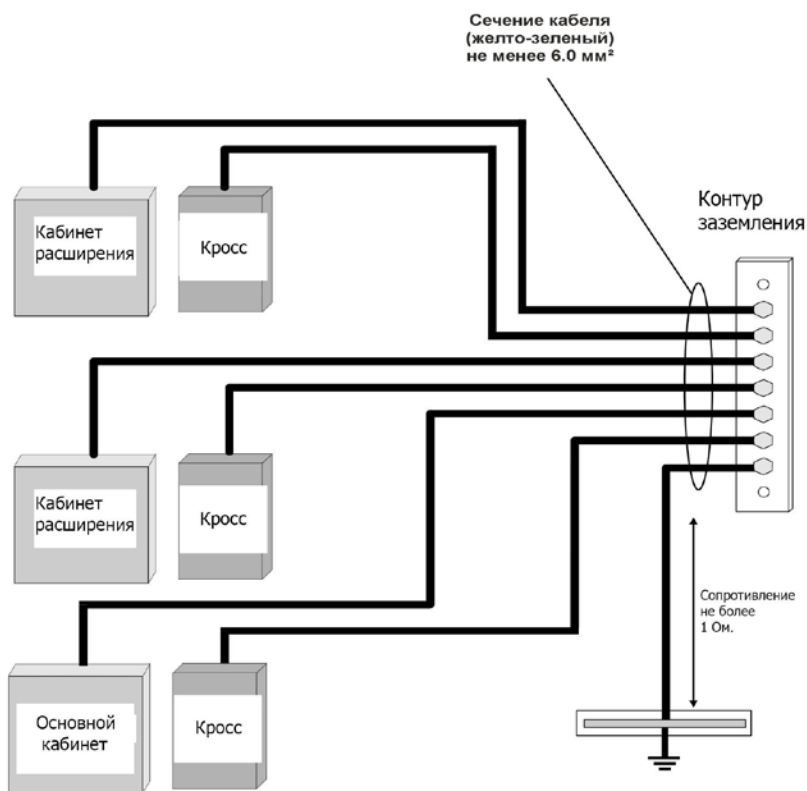 Сечение кабеля
(желто-зеленый)
не менее 6.0 мм²
Контур
заземления
Кабинет
расширения
Кросс
Кабинет
расширения
Кросс
Сопротивление
не более
1 Ом.
Основной
кабинет
Кросс